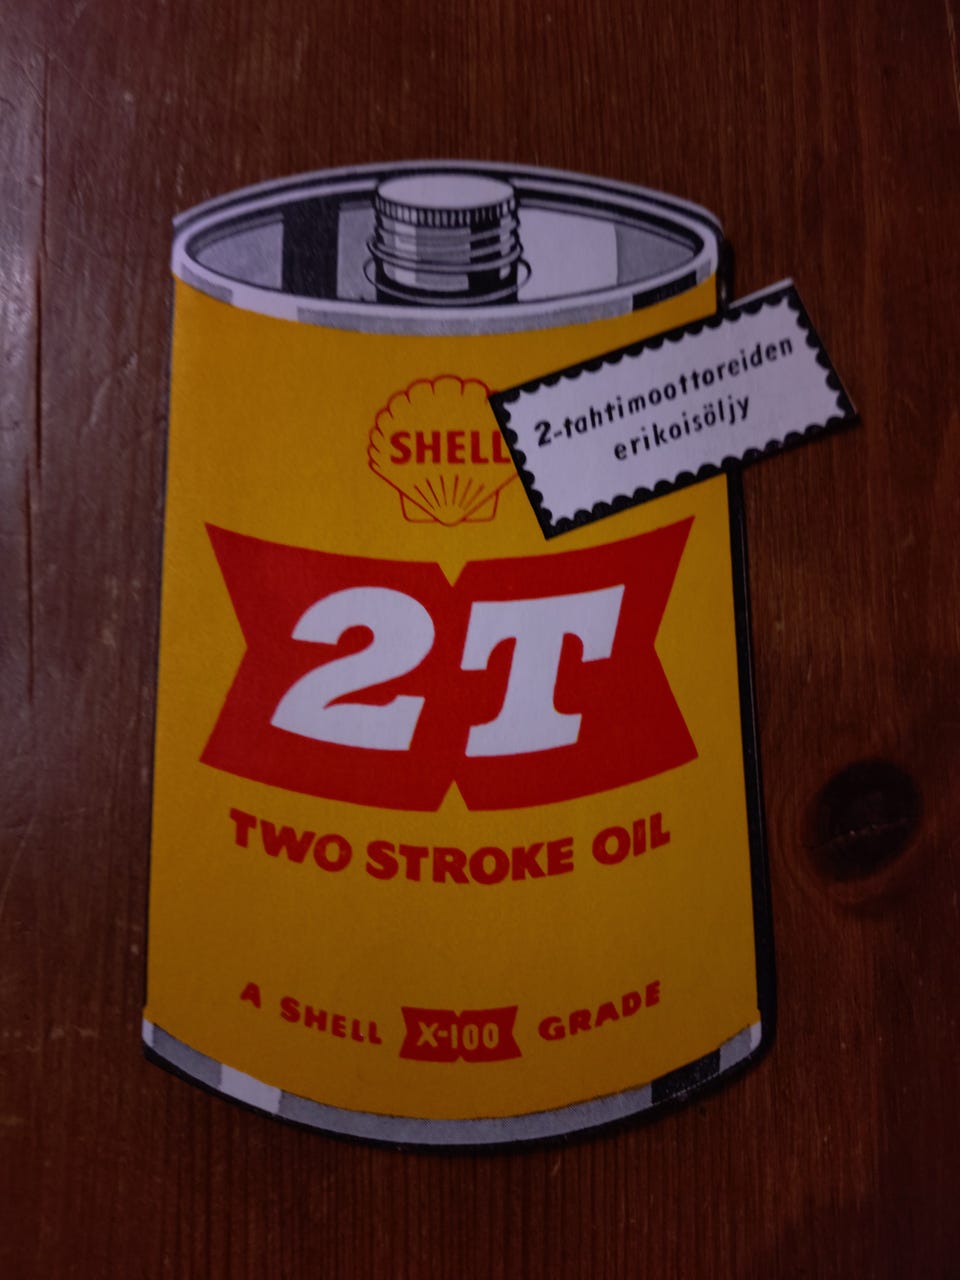 2-tahtimoottoreiden
erikoisöljy
SHELL
2T
TWO STROKE OIL
A SHELL X-100 GRADE